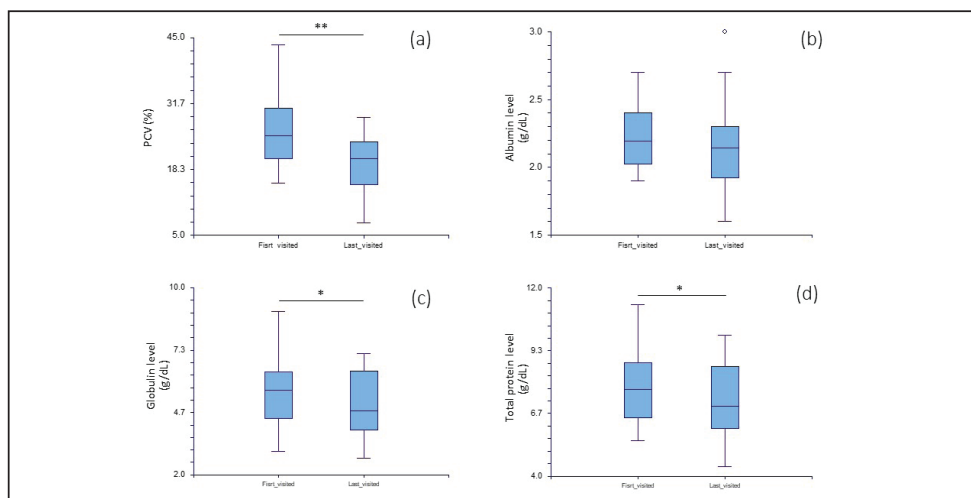 (a)
**
45.0
31.7
18.3
5.0
PCV (%)
Fisrt_visited
Last_visited
(b)
3.0
2.5
2.0
1.5
Albumin level
(g/dL)
Fisrt_visited
Last_visited
(c)
*
10.0
7.3
4.7
2.0
Globulin level
(g/dL)
Fisrt_visited
Last_visited
(d)
*
12.0
9.3
6.7
4.0
Total protein level
(g/dL)
Fisrt_visited
Last_visited